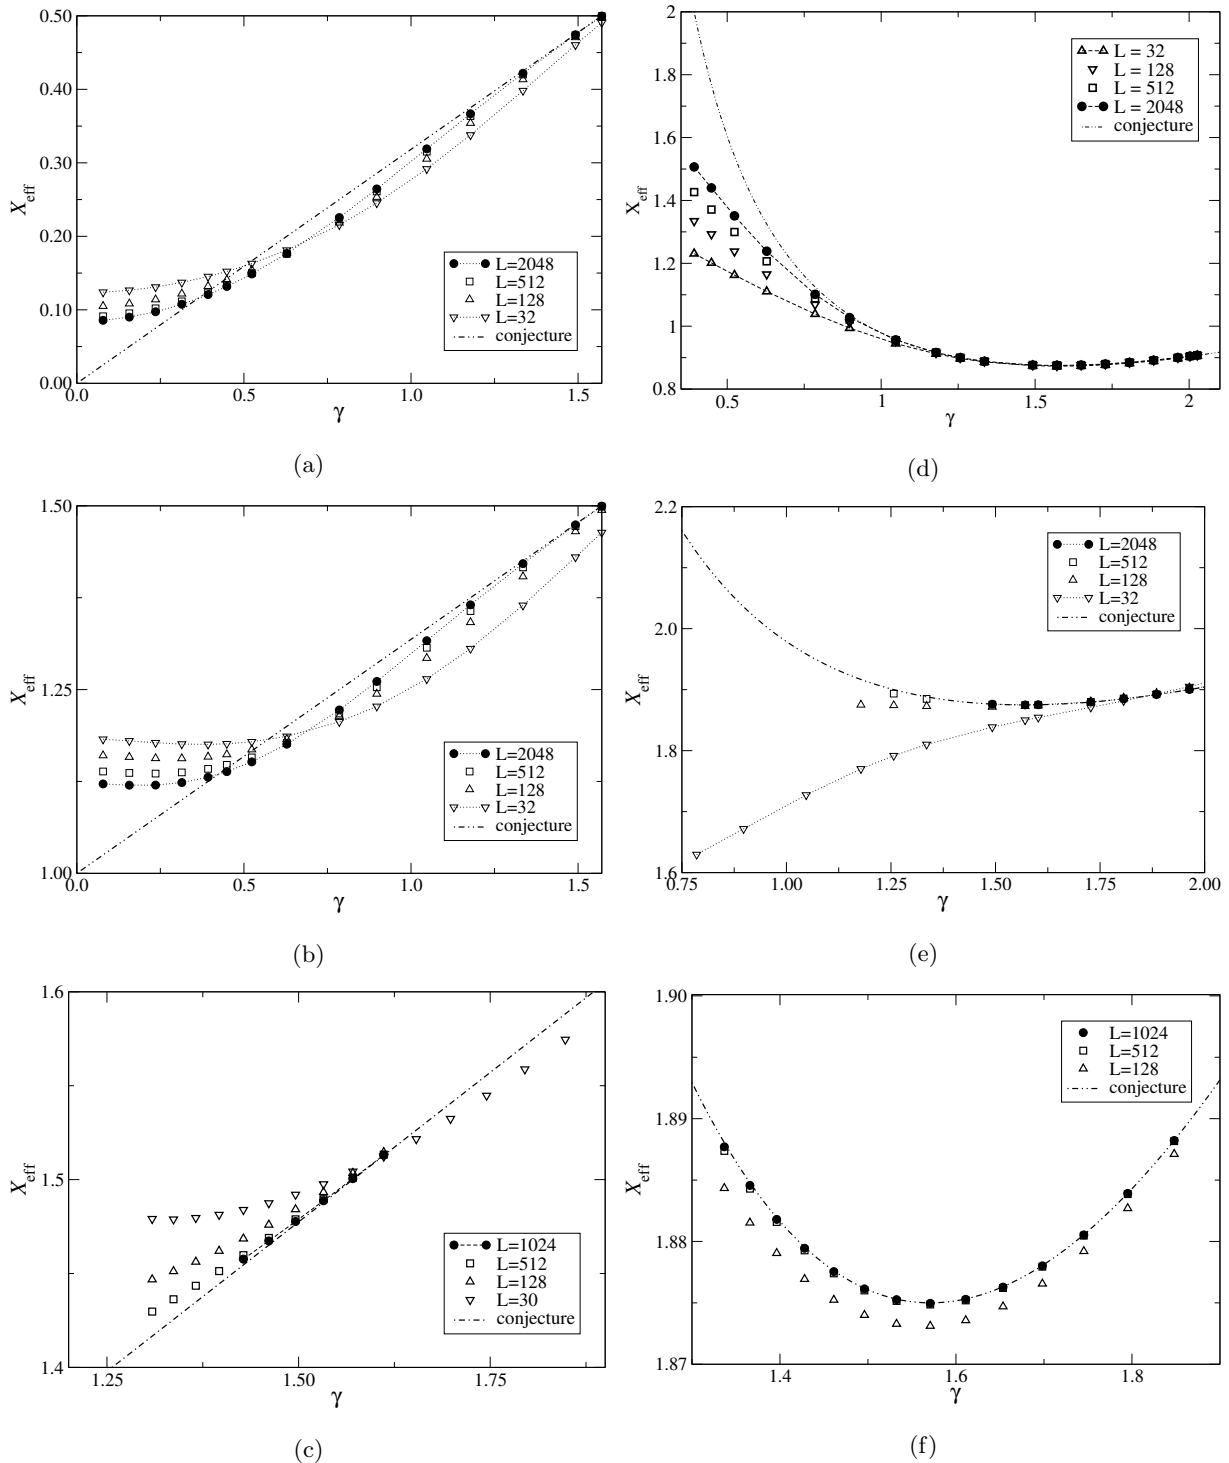 0.50
0.40
0.30
0.20
0.10
0.00
X_eff
0.0
0.5
1.0
1.5
γ
L=2048
L=512
L=128
L=32
conjecture
(a)
2
1.8
1.6
1.4
1.2
1
0.8
X_eff
0.5
1
1.5
2
γ
L = 32
L = 128
L = 512
L = 2048
conjecture
(d)
1.50
1.25
1.00
X_eff
0.0
0.5
1.0
1.5
γ
L=2048
L=512
L=128
L=32
conjecture
(b)
2.2
2.0
1.8
1.6
X_eff
0.75
1.00
1.25
1.50
1.75
2.00
γ
L=2048
L=512
L=128
L=32
conjecture
(e)
1.6
1.5
1.4
X_eff
1.25
1.50
1.75
γ
L=1024
L=512
L=128
L=30
conjecture
(c)
1.90
1.89
1.88
1.87
X_eff
1.4
1.6
1.8
γ
L=1024
L=512
L=128
conjecture
(f)